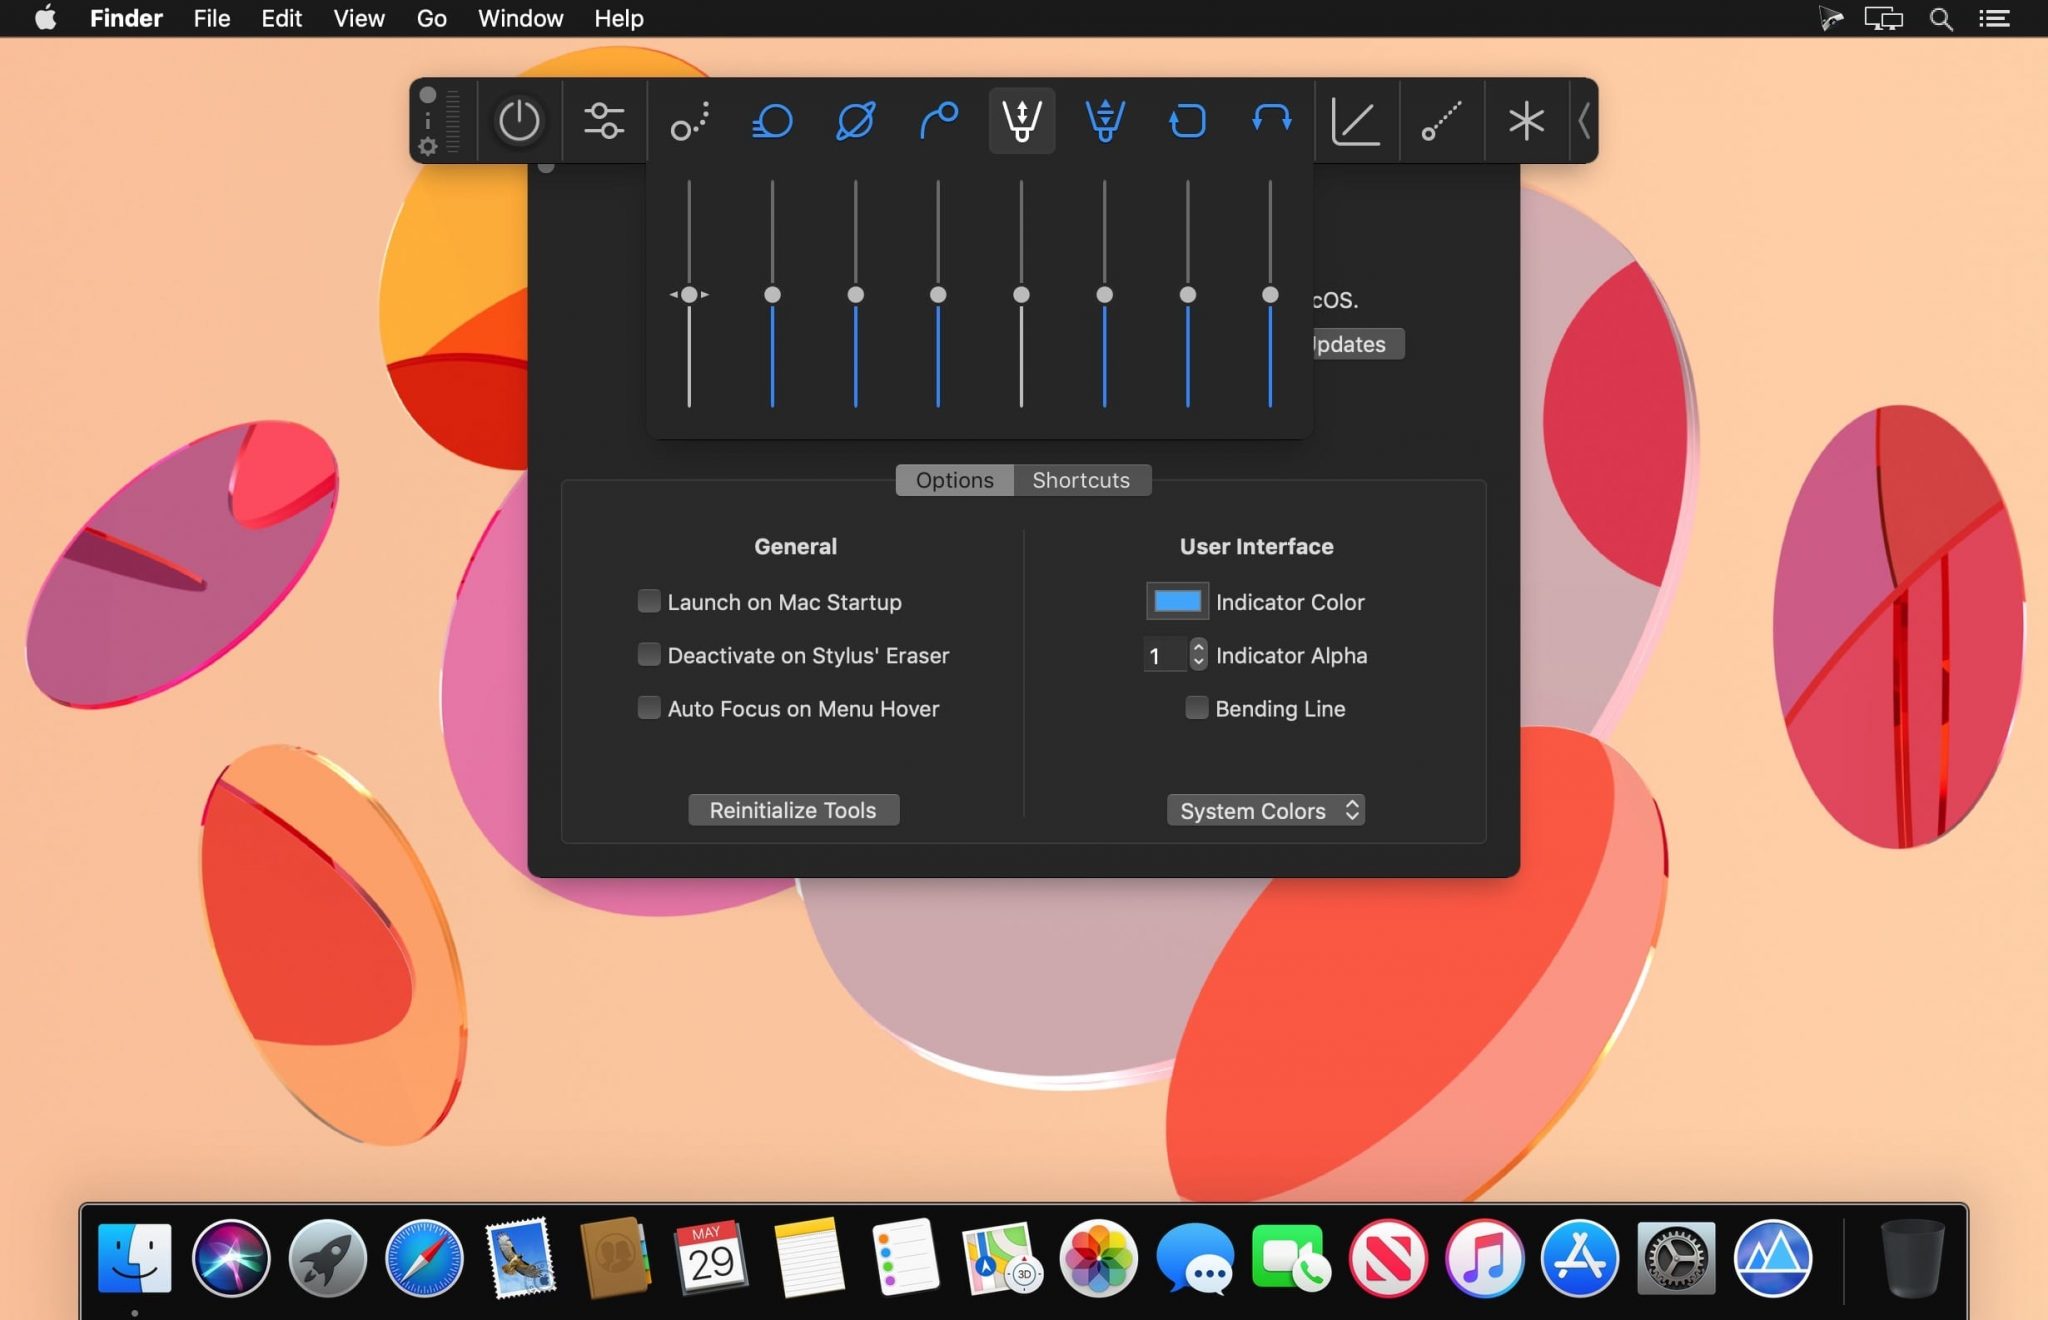 Finder File Edit View Go Window Help
cOS.
Updates
Options Shortcuts
General
User Interface
Launch on Mac Startup
Indicator Color
Deactivate on Stylus' Eraser
1 Indicator Alpha
Auto Focus on Menu Hover
Bending Line
Reinitialize Tools
System Colors
MAY
29
3D